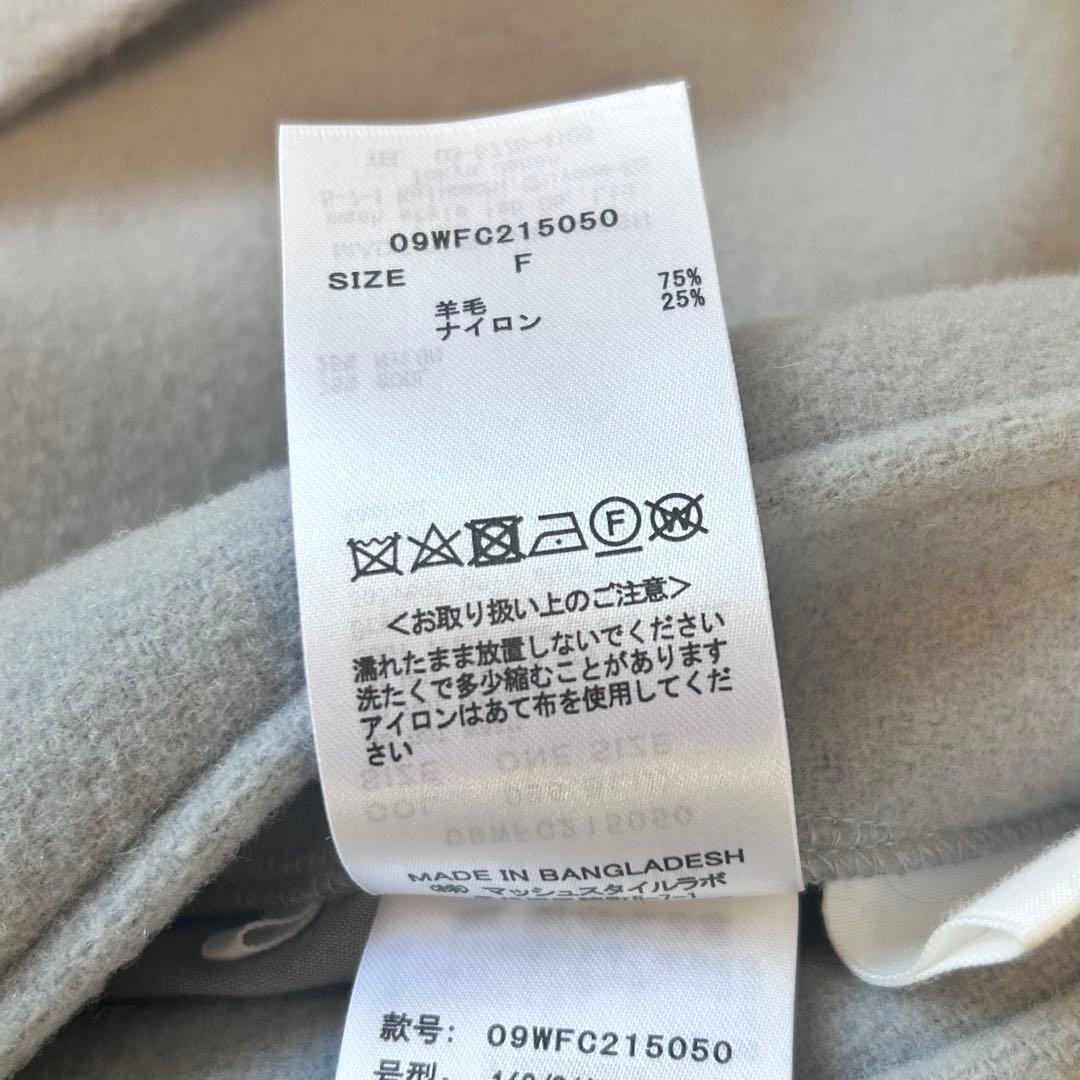 09WFC215050
SIZE F
羊毛 75%
ナイロン 25%
F
W
<お取り扱い上のご注意>
濡れたまま放置しないでください
洗たくで多少縮むことがあります
アイロンはあて布を使用してくだ
さい
MADE IN BANGLADESH
㈱マッシュスタイルラボ
款号: 09WFC215050
号型: